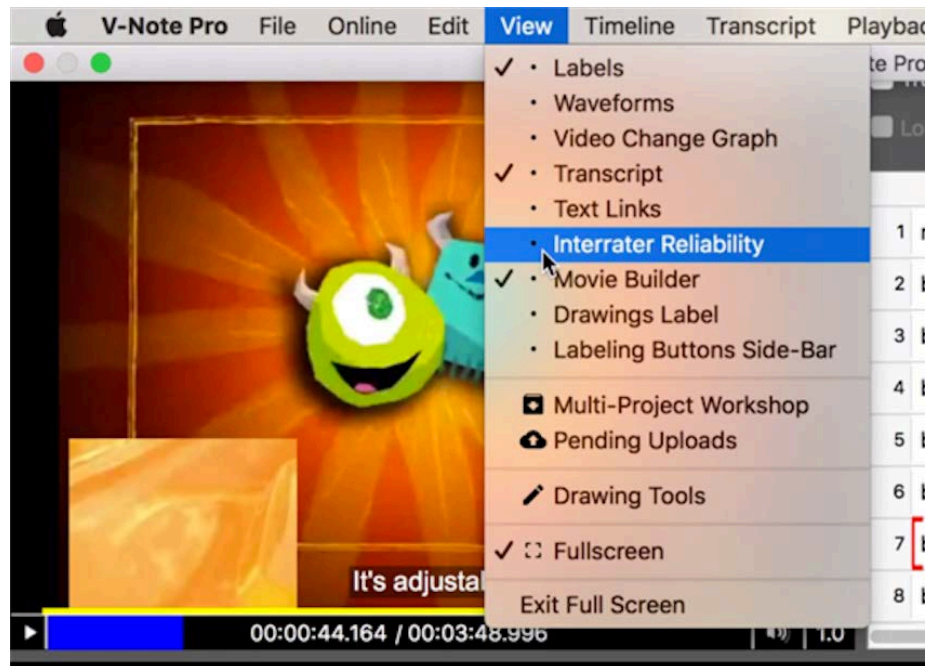 V-Note Pro File Online Edit View Timeline Transcript
✓ · Labels
· Waveforms
· Video Change Graph
✓ · Transcript
· Text Links
· Interrater Reliability
✓ · Movie Builder
· Drawings Label
· Labeling Buttons Side-Bar
Multi-Project Workshop
Pending Uploads
Drawing Tools
✓ Fullscreen
Exit Full Screen
It's
00:00:44.164 / 00:03:48.996
1.0
1
2
3
4
5
6
7
8